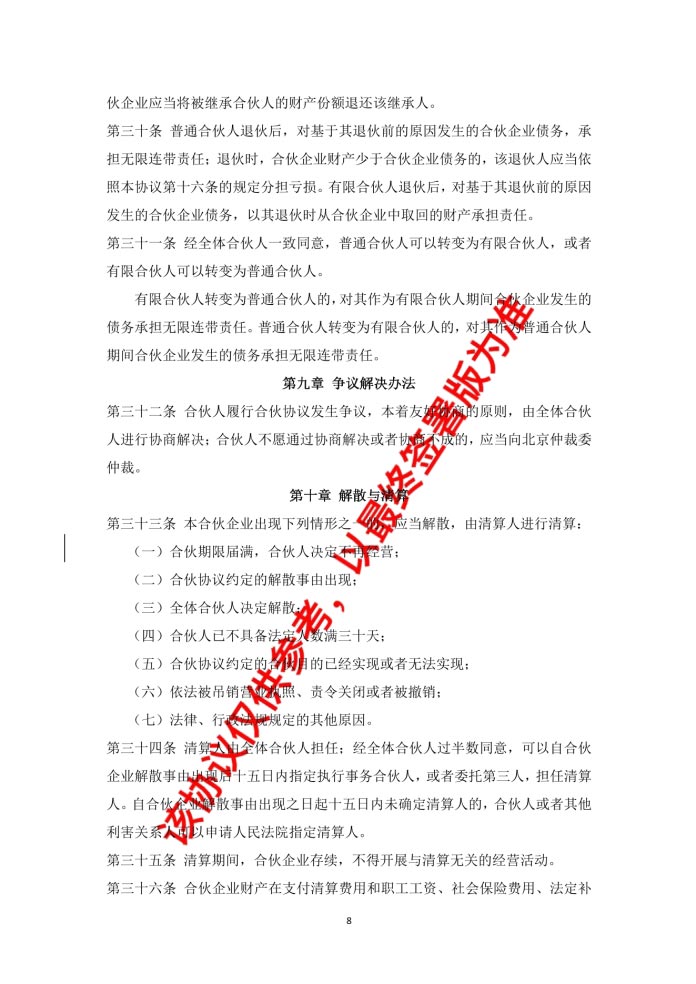 伙企业应当将被继承合伙人的财产份额退还该继承人。
第三十条 普通合伙人退伙后，对基于其退伙前的原因发生的合伙企业债务，承
担无限连带责任；退伙时，合伙企业财产少于合伙企业债务的，该退伙人应当依
照本协议第十六条的规定分担亏损。有限合伙人退伙后，对基于其退伙前的原因
发生的合伙企业债务，以其退伙时从合伙企业中取回的财产承担责任。
第三十一条 经全体合伙人一致同意，普通合伙人可以转变为有限合伙人，或者
有限合伙人可以转变为普通合伙人。
有限合伙人转变为普通合伙人的，对其作为有限合伙人期间合伙企业发生的
债务承担无限连带责任。普通合伙人转变为有限合伙人的，对其作为普通合伙人
期间合伙企业发生的债务承担无限连带责任。
第九章 争议解决办法
第三十二条 合伙人履行合伙协议发生争议，本着友好协商的原则，由全体合伙
人进行协商解决；合伙人不愿通过协商解决或者协商不成的，应当向北京仲裁委
仲裁。
第十章 解散与清算
第三十三条 本合伙企业出现下列情形之一的，应当解散，由清算人进行清算：
（一）合伙期限届满，合伙人决定不再经营；
（二）合伙协议约定的解散事由出现；
（三）全体合伙人决定解散；
（四）合伙人已不具备法定人数满三十天；
（五）合伙协议约定的合伙目的已经实现或者无法实现；
（六）依法被吊销营业执照、责令关闭或者被撤销；
（七）法律、行政法规规定的其他原因。
第三十四条 清算人由全体合伙人担任；经全体合伙人过半数同意，可以自合伙
企业解散事由出现后十五日内指定执行事务合伙人，或者委托第三人，担任清算
人。自合伙企业解散事由出现之日起十五日内未确定清算人的，合伙人或者其他
利害关系人可以申请人民法院指定清算人。
第三十五条 清算期间，合伙企业存续，不得开展与清算无关的经营活动。
第三十六条 合伙企业财产在支付清算费用和职工工资、社会保险费用、法定补
8
该协议仅供参考，以最终签署版为准